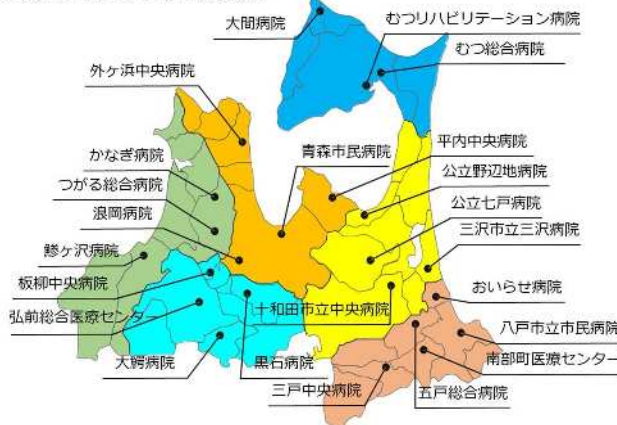 大間病院
むつリハビリテーション病院
むつ総合病院
外ヶ浜中央病院
平内中央病院
かなぎ病院
青森市民病院
公立野辺地病院
つがる総合病院
公立七戸病院
浪岡病院
三沢市立三沢病院
鯵ヶ沢病院
板柳中央病院
おいらせ病院
弘前総合医療センター
十和田市立中央病院
八戸市立市民病院
大鰐病院
黒石病院
南部町医療センター
三戸中央病院
五戸総合病院